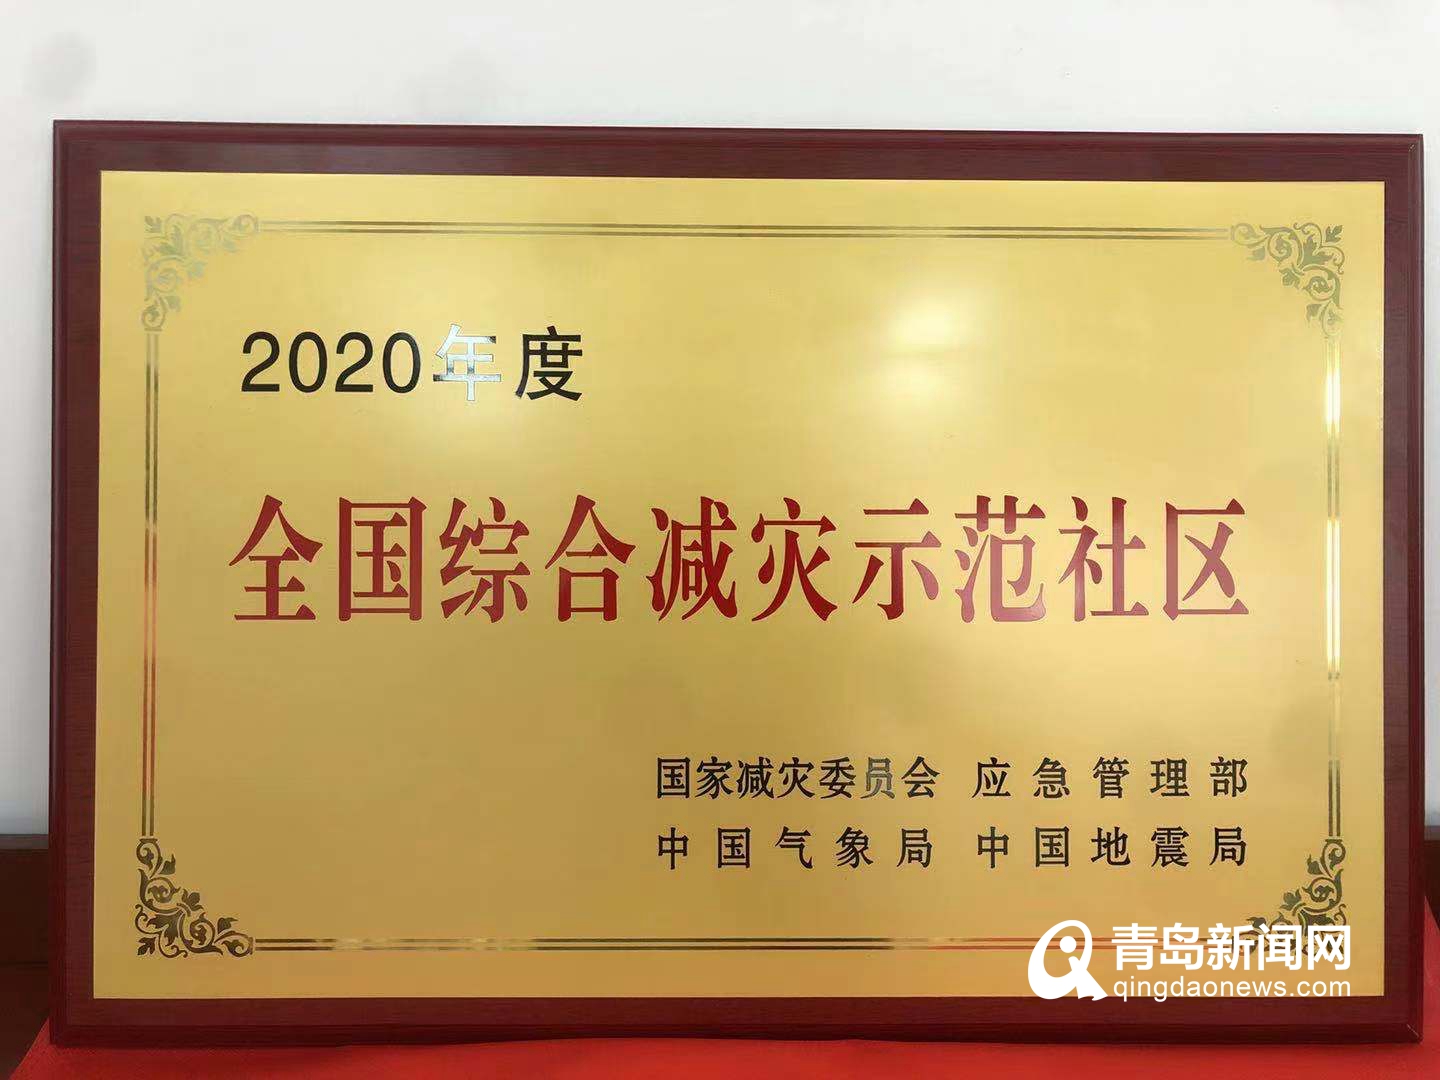 2020年度
全国综合减灾示范社区
国家减灾委员会 应急管理部
中国气象局 中国地震局
青岛新闻网
qingdaonews.com